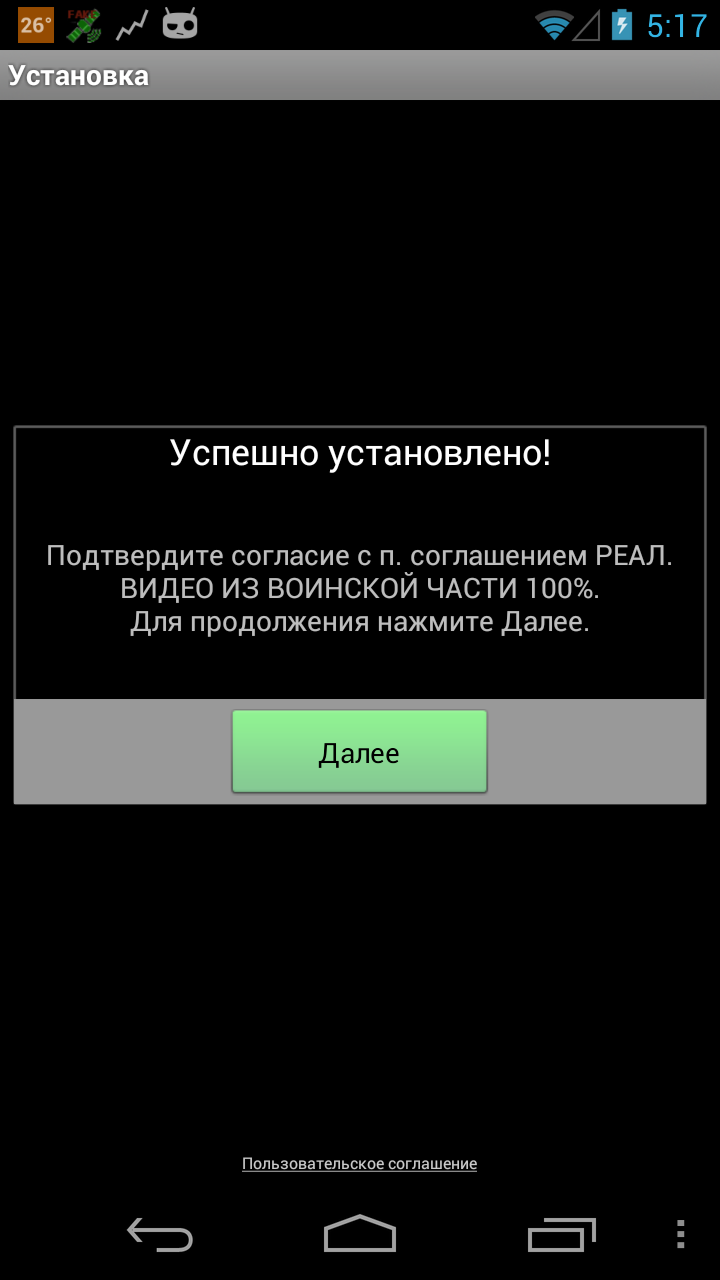 26°
FAKE
5:17
Установка
Успешно установлено!
Подтвердите согласие с п. соглашением РЕАЛ.
ВИДЕО ИЗ ВОИНСКОЙ ЧАСТИ 100%.
Для продолжения нажмите Далее.
Далее
Пользовательское соглашение